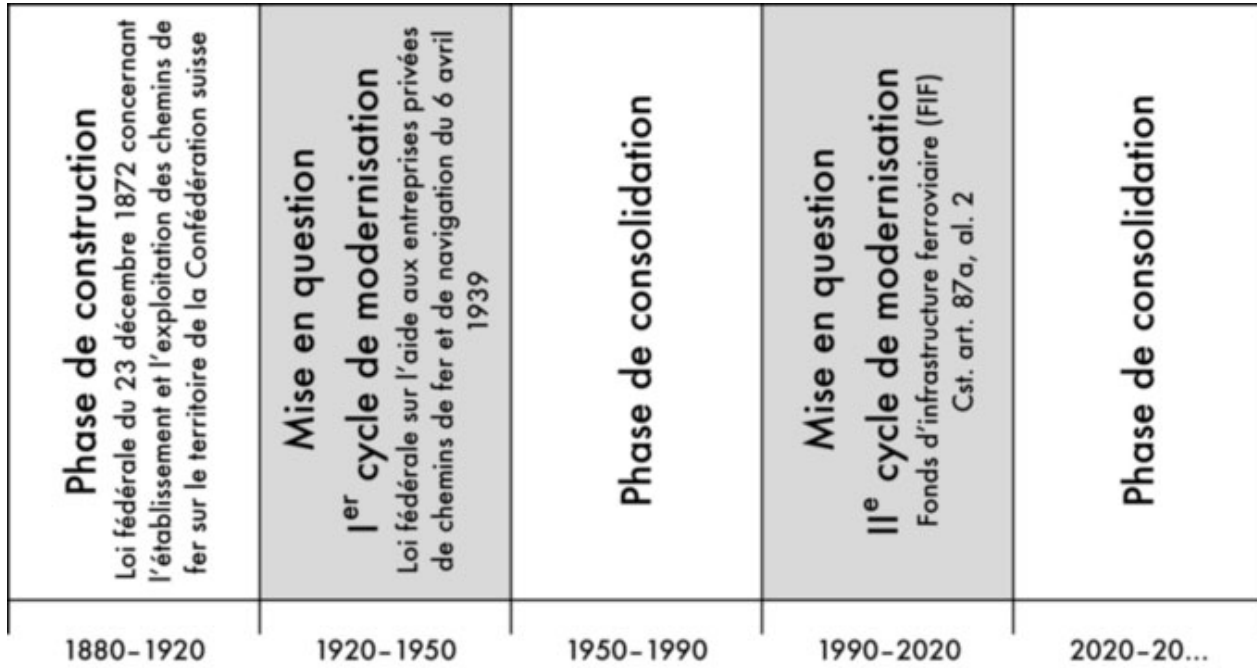 Phase de construction
Loi fédérale du 23 décembre 1872 concernant
l'établissement et l'exploitation des chemins de
fer sur le territoire de la Confédération suisse
Mise en question
Ier cycle de modernisation
Loi fédérale sur l'aide aux entreprises privées
de chemins de fer et de navigation du 6 avril
1939
Phase de consolidation
Mise en question
IIe cycle de modernisation
Fonds d'infrastructure ferroviaire (FIF)
Cst. art. 87a, al. 2
Phase de consolidation
1880–1920
1920–1950
1950–1990
1990–2020
2020–20...